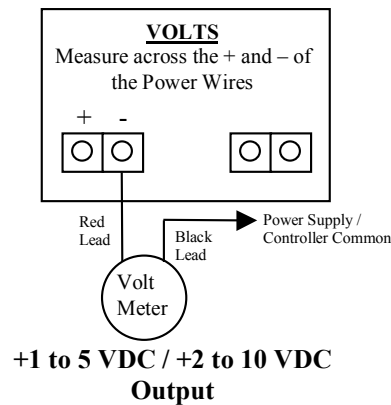 VOLTS
Measure across the + and – of
the Power Wires
+ -
Red
Lead
Black
Lead
Power Supply /
Controller Common
Volt
Meter
+1 to 5 VDC / +2 to 10 VDC
Output